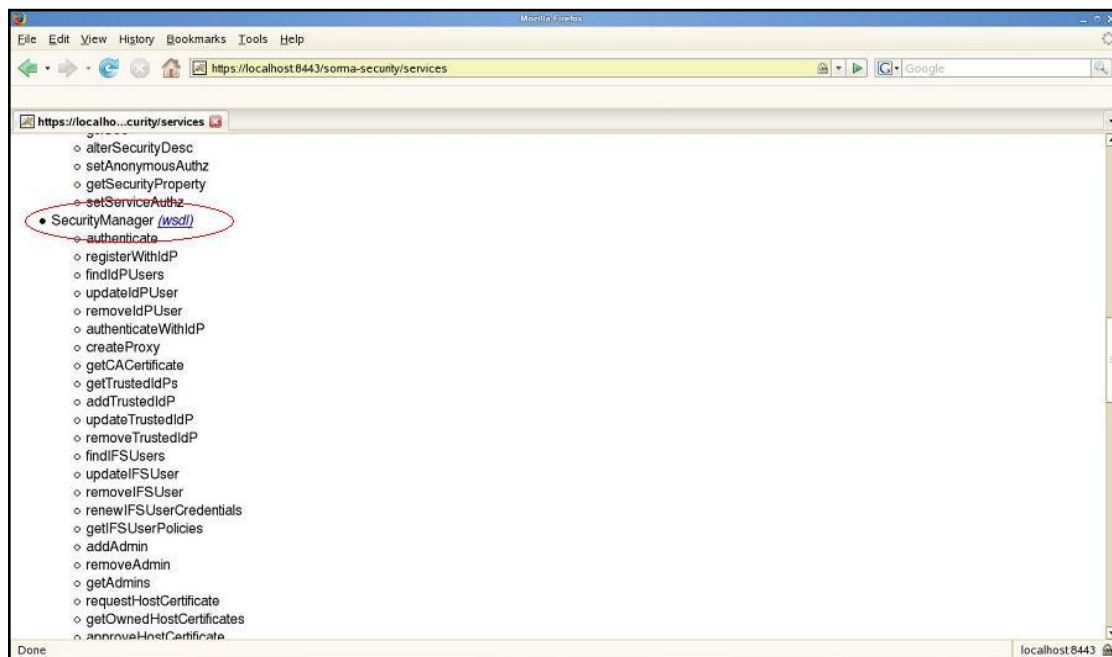 Mozilla Firefox
File Edit View History Bookmarks Tools Help
https://localhost:8443/sorma-security/services
G Google
https://localho...curity/services
alterSecurityDesc
setAnonymousAuthz
getSecurityProperty
setServiceAuthz
SecurityManager (wsdl)
authenticate
registerWithIdP
findIdPUsers
updateIdPUser
removeIdPUser
authenticateWithIdP
createProxy
getCACertificate
getTrustedIdPs
addTrustedIdP
updateTrustedIdP
removeTrustedIdP
findIFSUsers
updateIFSUser
removeIFSUser
renewIFSUserCredentials
getIFSUserPolicies
addAdmin
removeAdmin
getAdmins
requestHostCertificate
getOwnedHostCertificates
approveHostCertificate
Done localhost:8443